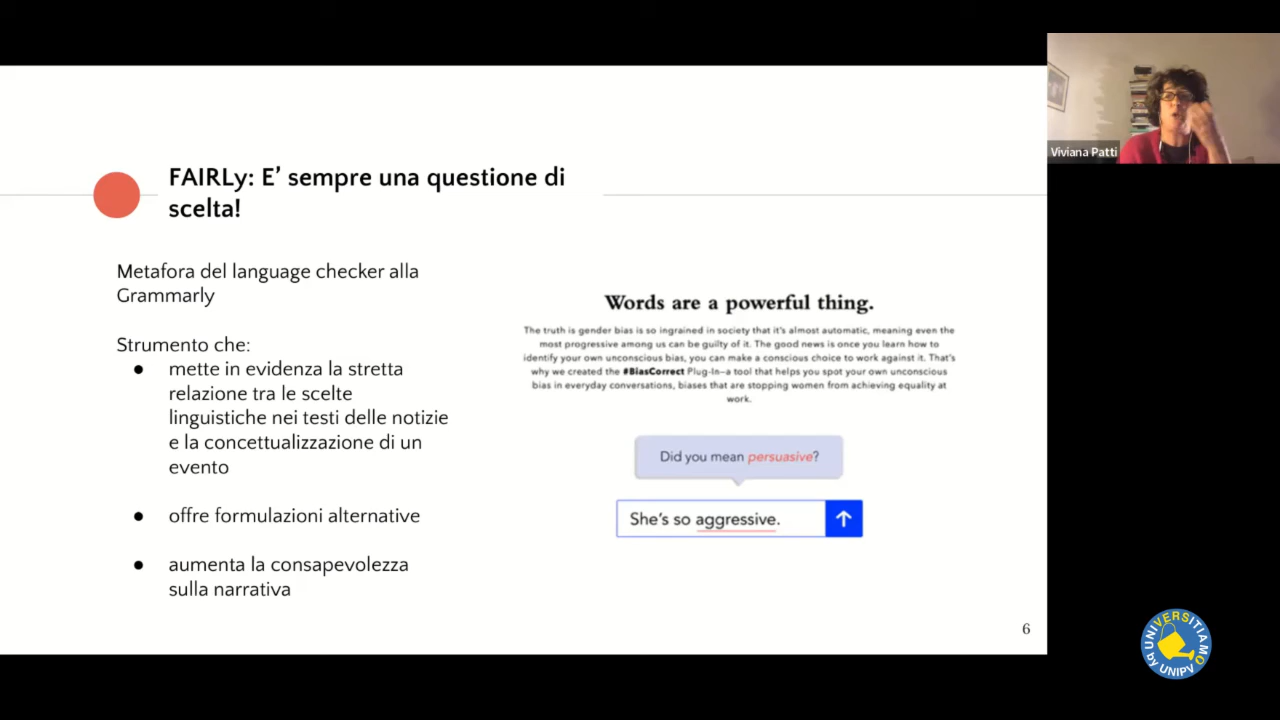 FAIRLy: E’ sempre una questione di
scelta!
Metafora del language checker alla
Grammarly
Strumento che:
● mette in evidenza la stretta
relazione tra le scelte
linguistiche nei testi delle notizie
e la concettualizzazione di un
evento
● offre formulazioni alternative
● aumenta la consapevolezza
sulla narrativa
Words are a powerful thing.
The truth is gender bias is so ingrained in society that it's almost automatic, meaning even the
most progressive among us can be guilty of it. The good news is once you learn how to
identify your own unconscious bias, you can make a conscious choice to work against it. That's
why we created the #BiasCorrect Plug-In—a tool that helps you spot your own unconscious
bias in everyday conversations, biases that are stopping women from achieving equality at
work.
Did you mean persuasive?
She's so aggressive.
6
Viviana Patti
UNIVERSITIAMO
by UNIPV